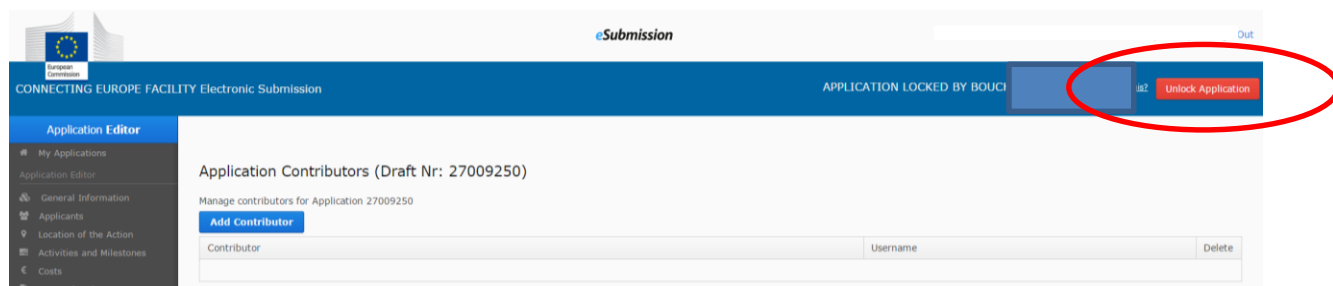 eSubmission
Out
European
Commission
CONNECTING EUROPE FACILITY Electronic Submission
APPLICATION LOCKED BY
Unlock Application
Application Editor
My Applications
Application Editor
Application Contributors (Draft Nr: 27009250)
General Information
Manage contributors for Application 27009250
Applicants
Add Contributor
Location of the Action
Activities and Milestones
Contributor Username Delete
€ Costs